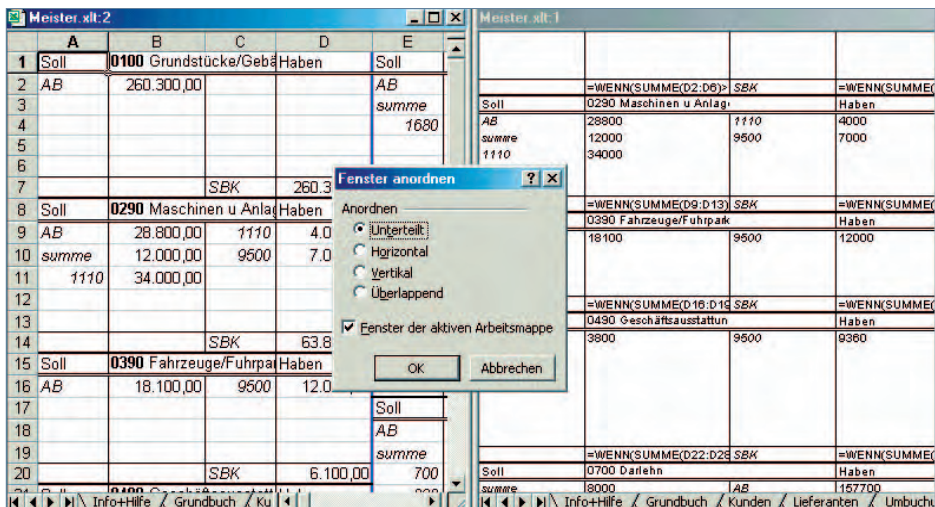 Meister.xlt:2
A B C D E
1 Soll 0100 Grundstücke/Gebä Haben Soll
2 AB 260.300,00 AB
3 summe
4 1680
5
6
7 SBK 260.3
8 Soll 0290 Maschinen u Anlag Haben
9 AB 28.800,00 1110 4.0
10 summe 12.000,00 9500 7.0
11 1110 34.000,00
12
13
14 SBK 63.8
15 Soll 0390 Fahrzeuge/Fuhrpar Haben
16 AB 18.100,00 9500 12.0
17 Soll
18 AB
19 summe
20 SBK 6.100,00 700
Info+Hilfe Grundbuch Ku
Fenster anordnen
Anordnen
Unterteilt
Horizontal
Vertikal
Überlappend
Fenster der aktiven Arbeitsmappe
OK Abbrechen
Meister.xlt:1
=WENN(SUMME(D2:D6)> SBK =WENN(SUMME(
Soll 0290 Maschinen u Anlag Haben
AB 28800 1110 4000
summe 12000 9500 7000
1110 34000
=WENN(SUMME(D9:D13) SBK =WENN(SUMME(
0390 Fahrzeuge/Fuhrpark Haben
18100 9500 12000
=WENN(SUMME(D16:D19 SBK =WENN(SUMME(
0490 Geschäftsausstattun Haben
3800 9500 9360
=WENN(SUMME(D22:D28 SBK =WENN(SUMME(
Soll 0700 Darlehn Haben
summe 8000 AB 157700
Info+Hilfe Grundbuch Kunden Lieferanten Umbuchu